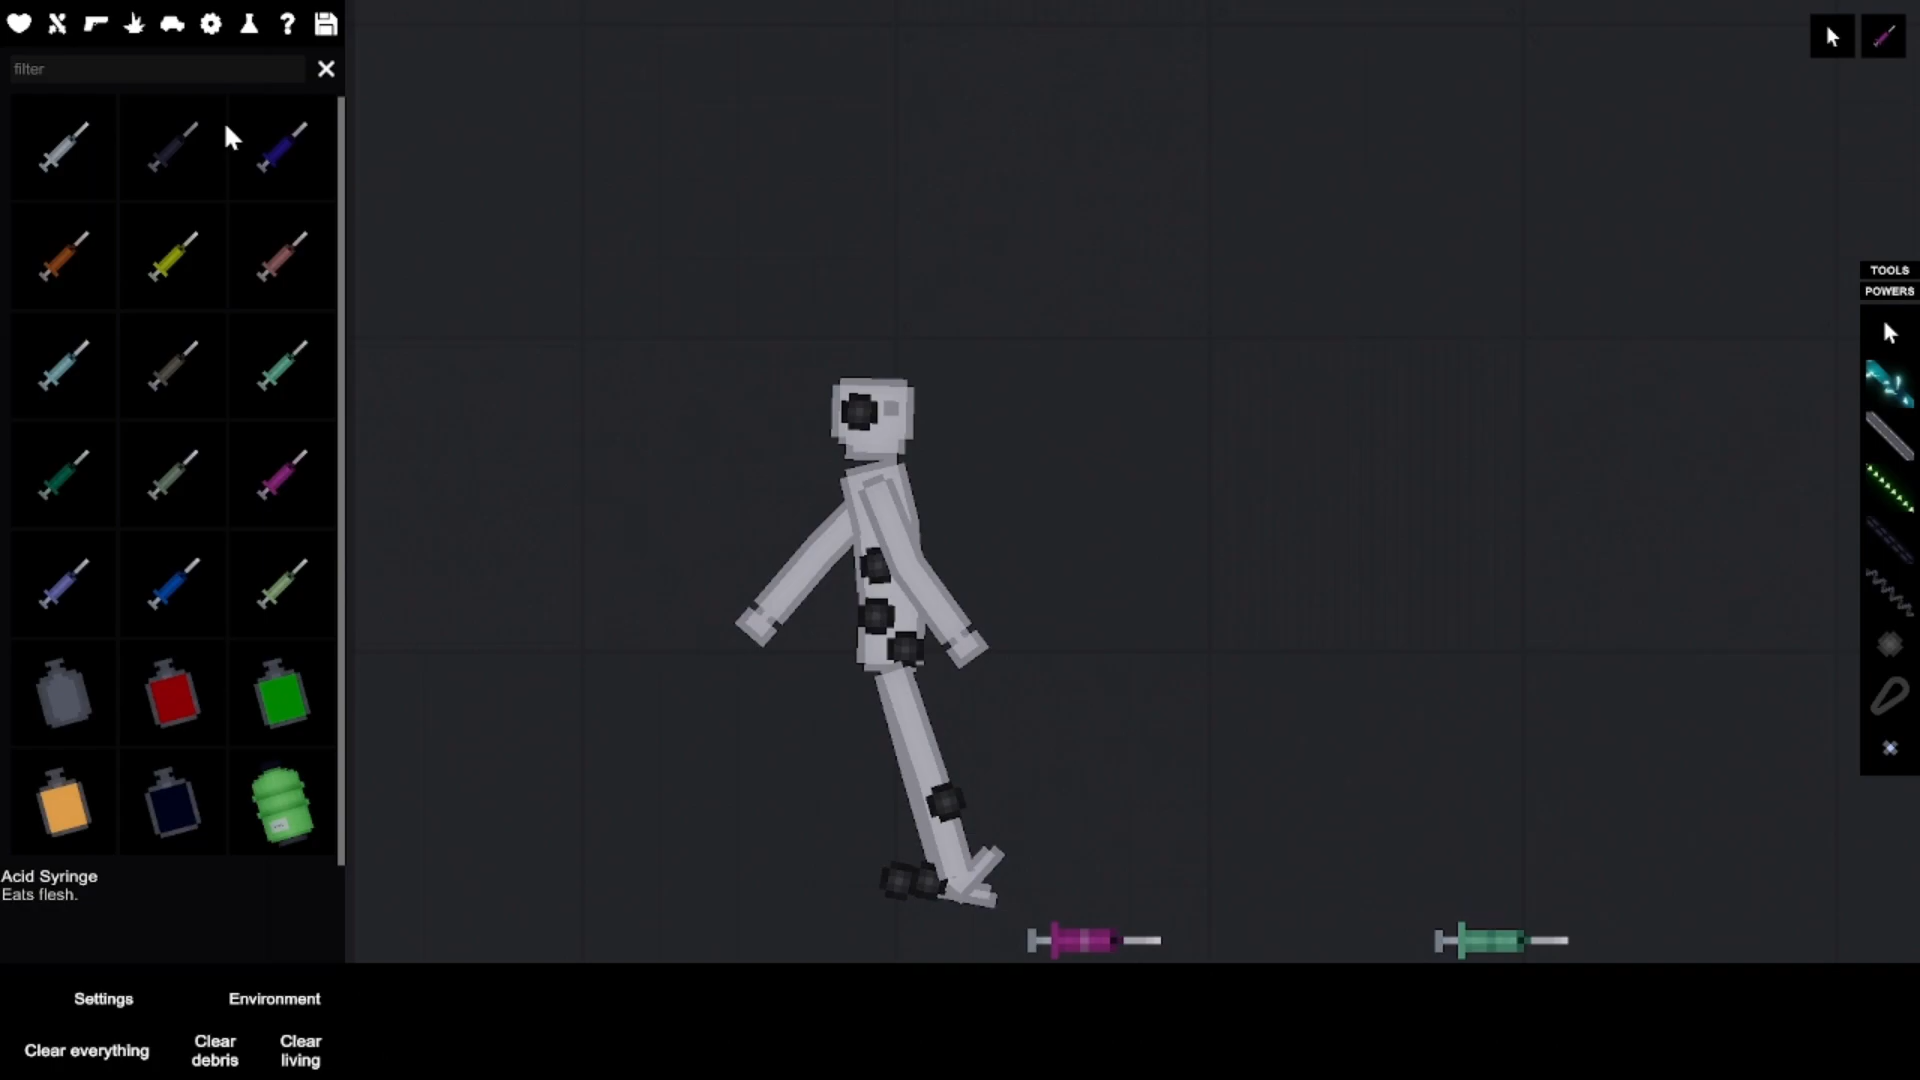 filter
TOOLS
POWERS
Acid Syringe
Eats flesh.
Settings
Environment
Clear everything
Clear
debris
Clear
living